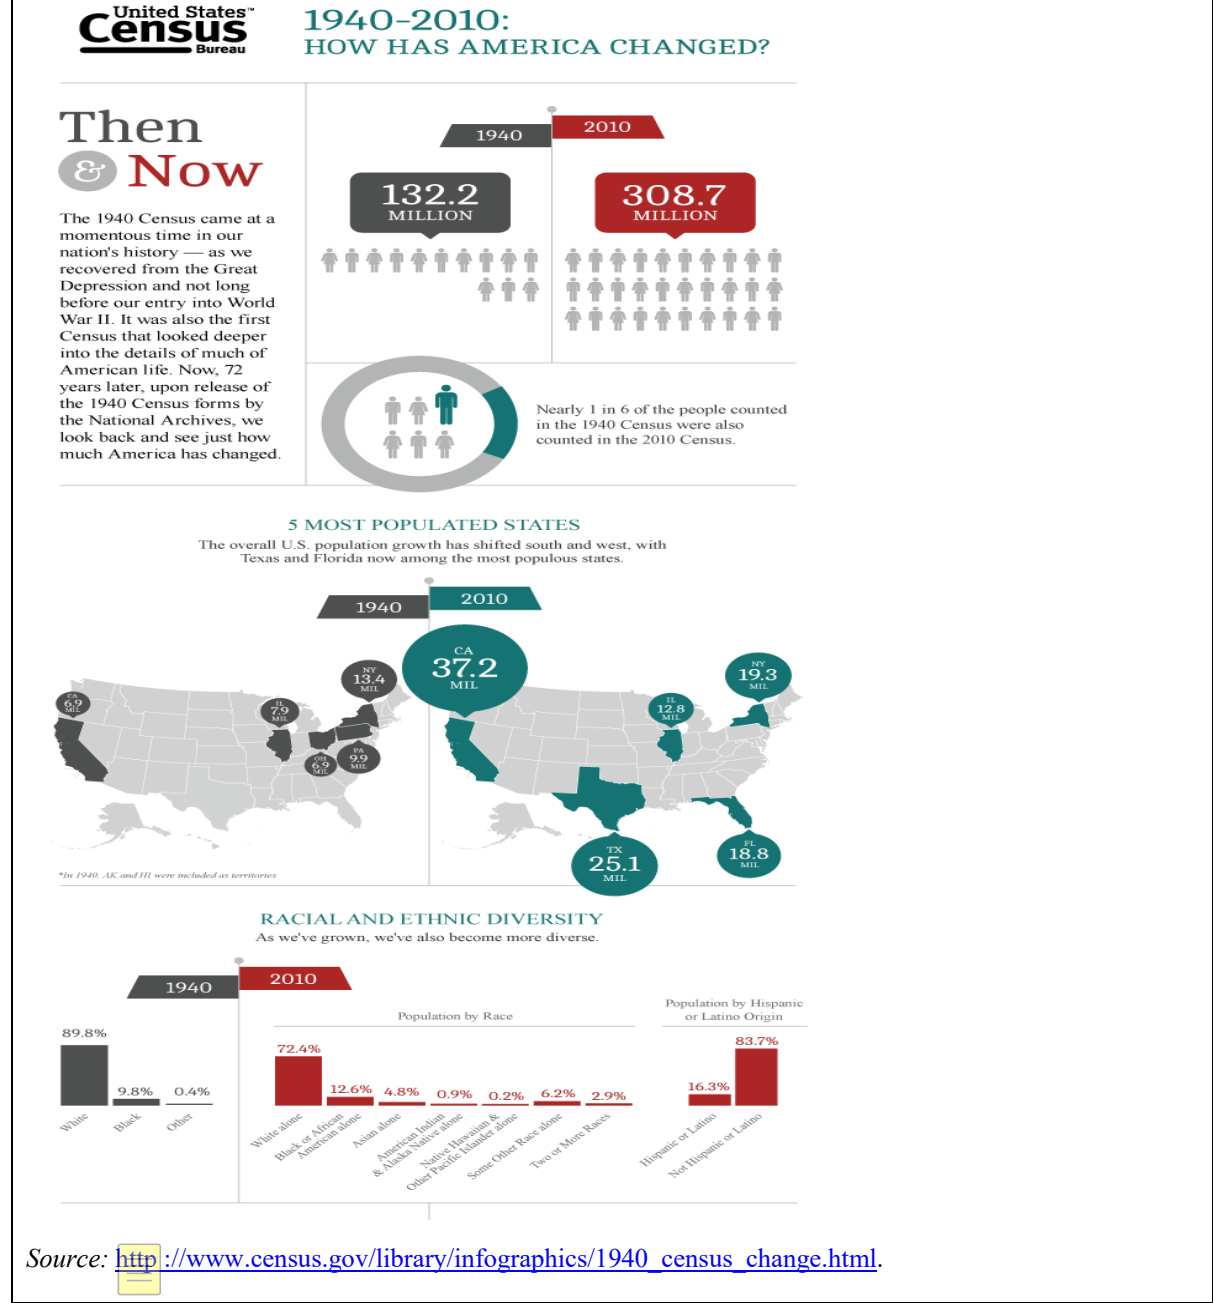 United States™
Census
Bureau
1940-2010:
HOW HAS AMERICA CHANGED?
Then
& Now
The 1940 Census came at a
momentous time in our
nation's history — as we
recovered from the Great
Depression and not long
before our entry into World
War II. It was also the first
Census that looked deeper
into the details of much of
American life. Now, 72
years later, upon release of
the 1940 Census forms by
the National Archives, we
look back and see just how
much America has changed.
1940
2010
132.2
MILLION
308.7
MILLION
Nearly 1 in 6 of the people counted
in the 1940 Census were also
counted in the 2010 Census.
5 MOST POPULATED STATES
The overall U.S. population growth has shifted south and west, with
Texas and Florida now among the most populous states.
1940
2010
CA
6.9
MIL
IL
7.9
MIL
NY
13.4
MIL
OH
6.9
MIL
PA
9.9
MIL
CA
37.2
MIL
IL
12.8
MIL
NY
19.3
MIL
TX
25.1
MIL
FL
18.8
MIL
*In 1940, AK and HI were included as territories
RACIAL AND ETHNIC DIVERSITY
As we've grown, we've also become more diverse.
1940
2010
89.8%
9.8%
0.4%
White
Black
Other
Population by Race
72.4%
12.6%
4.8%
0.9%
0.2%
6.2%
2.9%
White alone
Black or African
American alone
Asian alone
American Indian
& Alaska Native alone
Native Hawaiian &
Other Pacific Islander alone
Some Other Race alone
Two or More Races
Population by Hispanic
or Latino Origin
16.3%
83.7%
Hispanic or Latino
Not Hispanic or Latino
Source: http ://www.census.gov/library/infographics/1940_census_change.html.